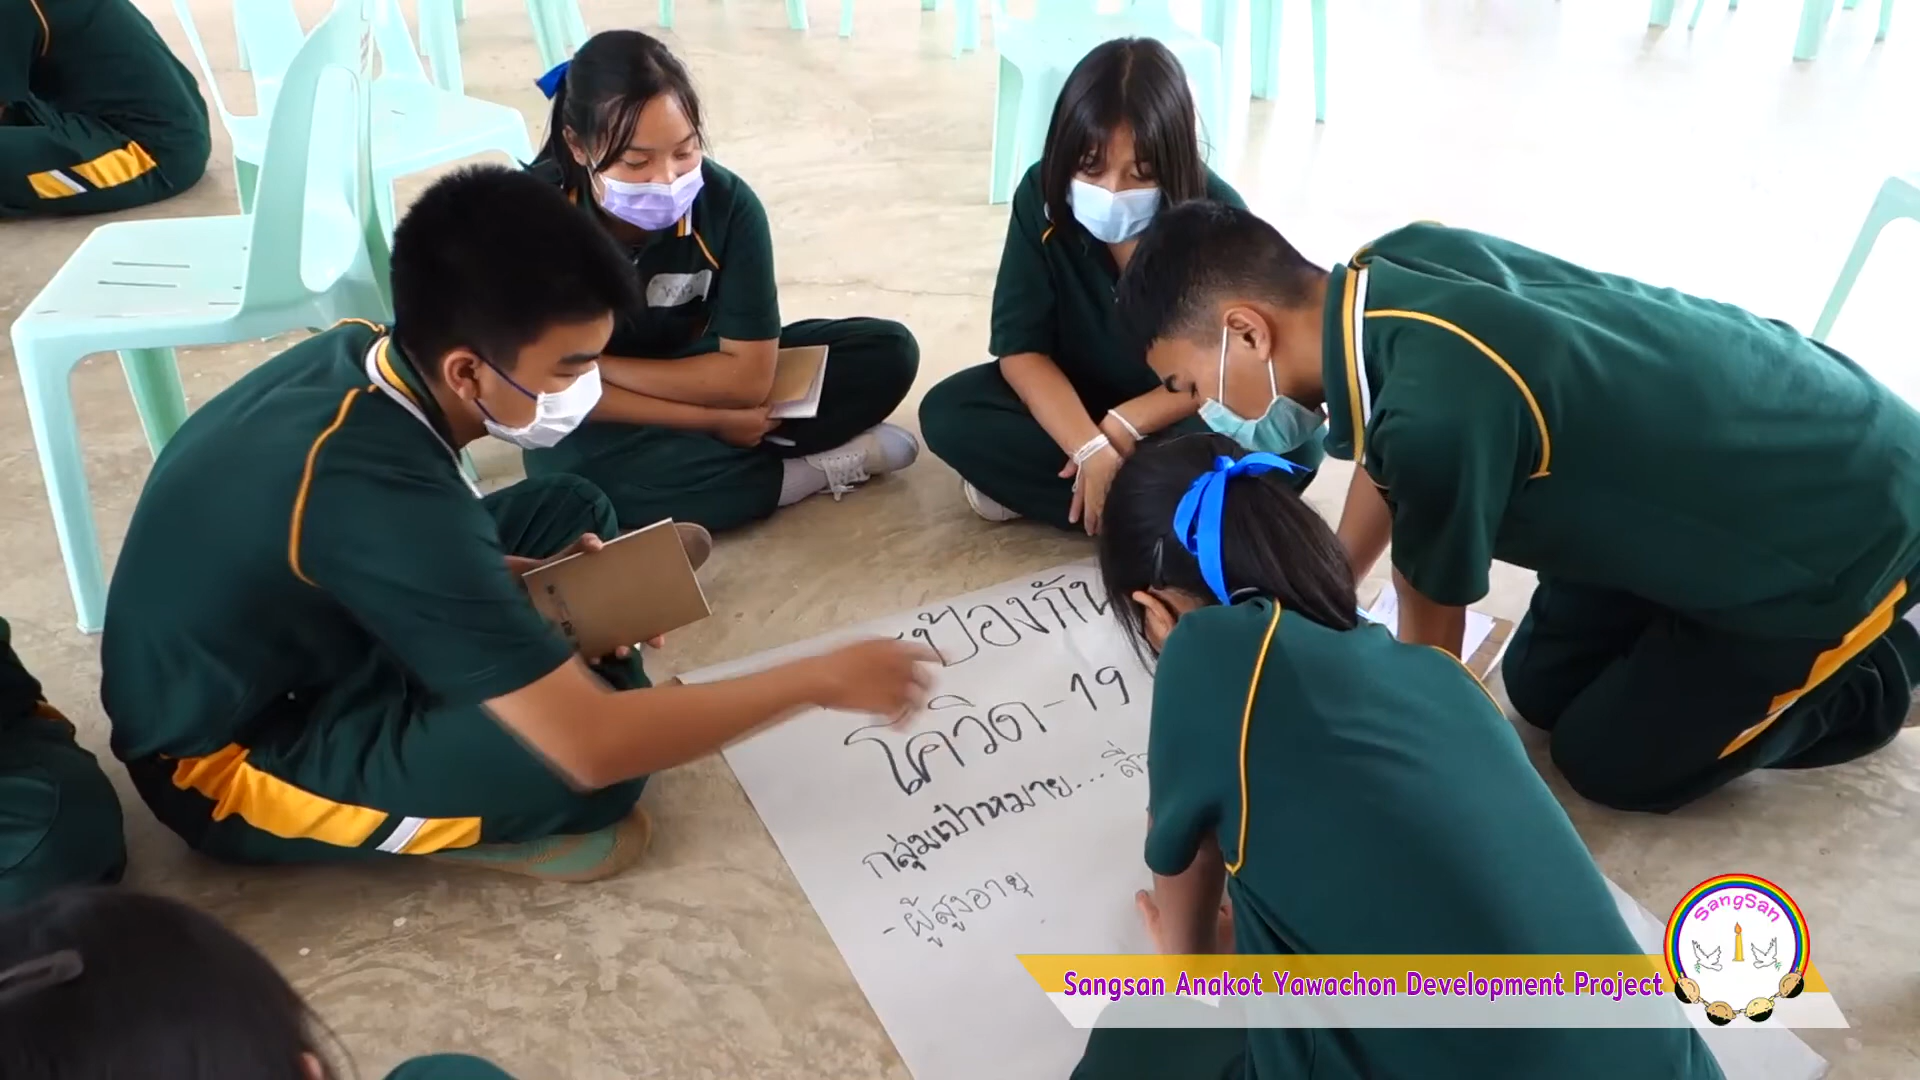 ป้องกัน
โควิด-19
กลุ่มเป้าหมาย...
-ผู้สูงอายุ
SangSan
Sangsan Anakot Yawachon Development Project